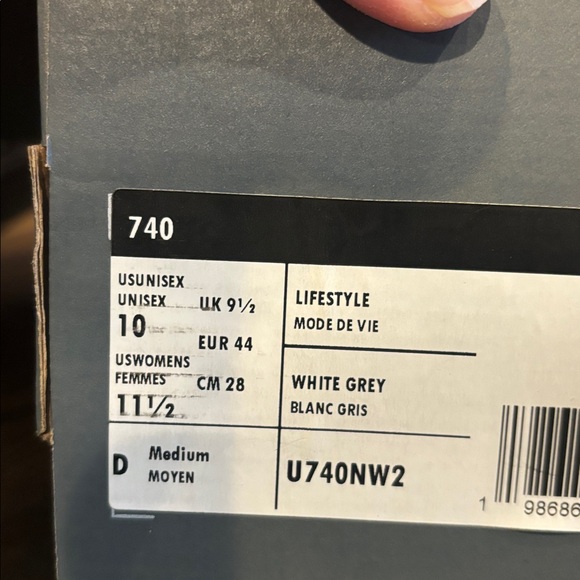 740
USUNISEX
UNISEX UK 9½
10
EUR 44
USWOMENS
FEMMES CM 28
11½
D Medium
MOYEN
LIFESTYLE
MODE DE VIE
WHITE GREY
BLANC GRIS
U740NW2
1 98686